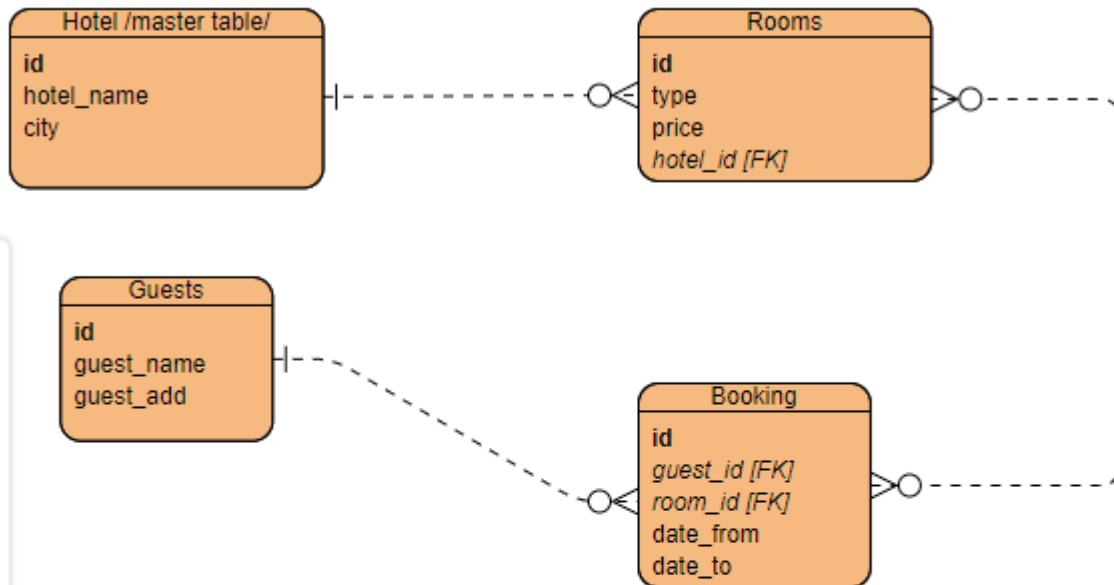 Hotel /master table/
id
hotel_name
city
Rooms
id
type
price
hotel_id [FK]
Guests
id
guest_name
guest_add
Booking
id
guest_id [FK]
room_id [FK]
date_from
date_to